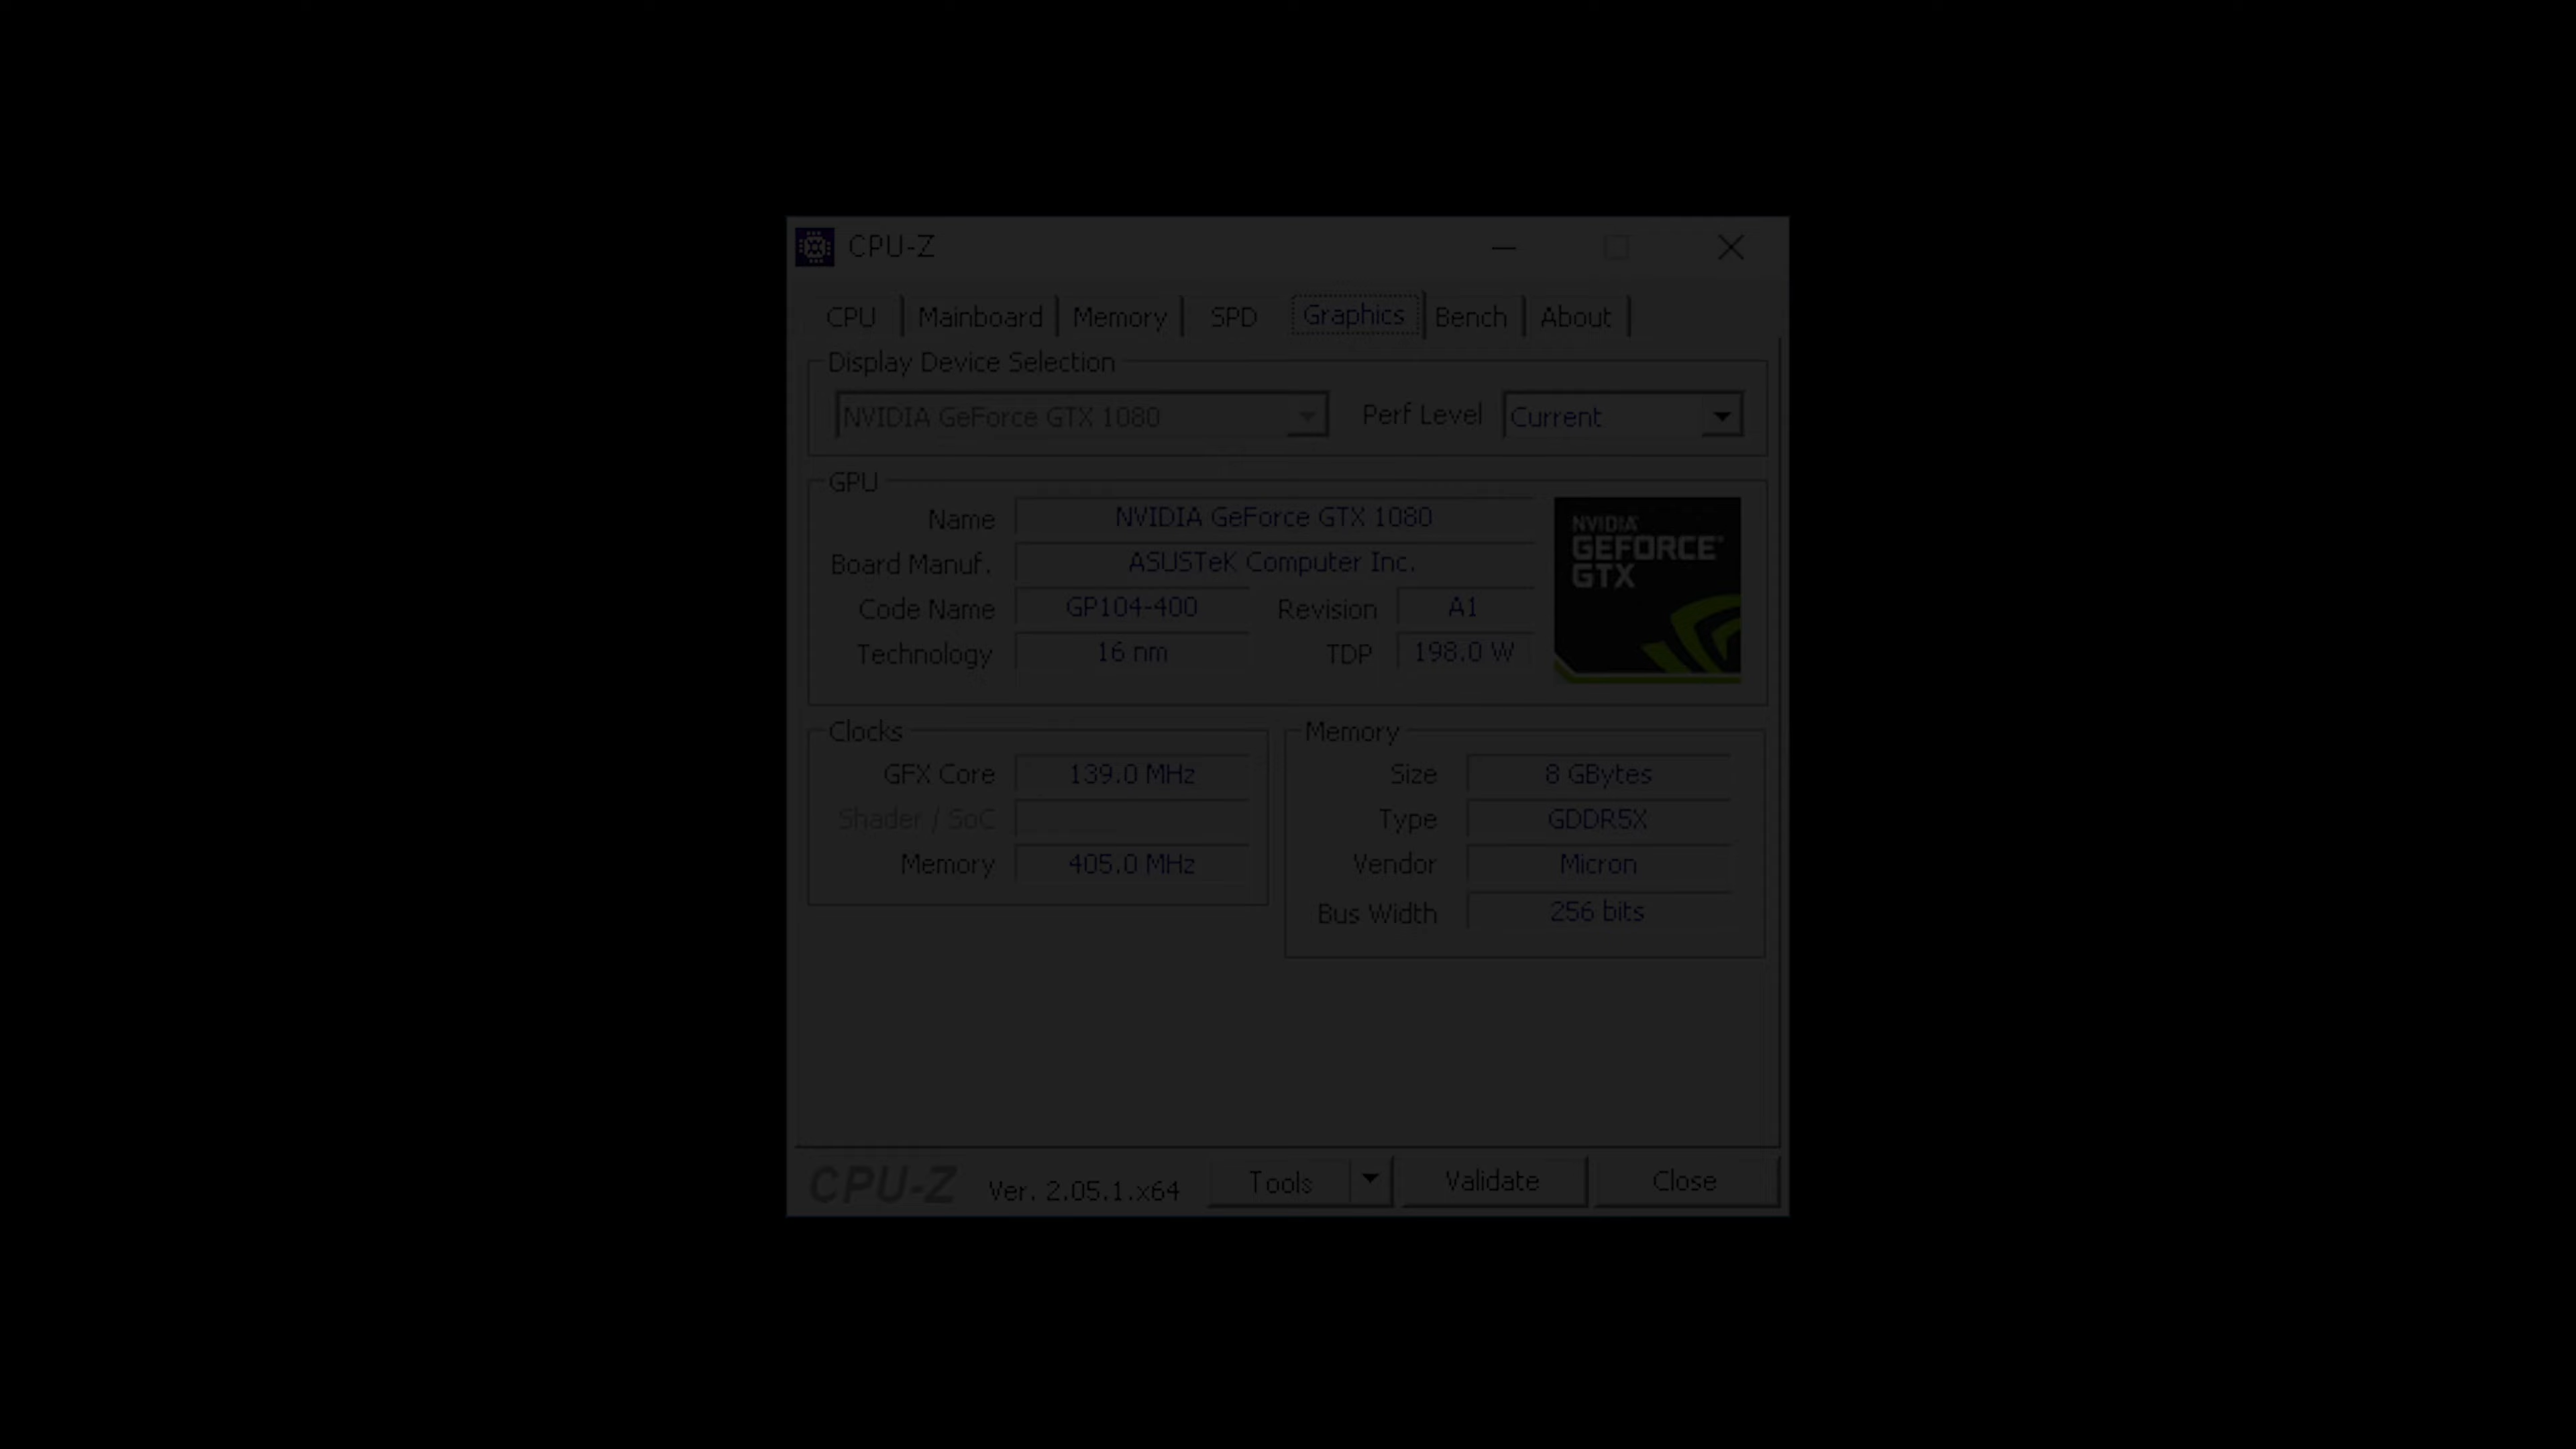 CPU-Z
CPU Mainboard Memory SPD Graphics Bench About
Display Device Selection
NVIDIA GeForce GTX 1080 Perf Level Current
GPU
Name NVIDIA GeForce GTX 1080
Board Manuf. ASUSTeK Computer Inc.
Code Name GP104-400 Revision A1
Technology 16 nm TDP 198.0 W
NVIDIA
GEFORCE
GTX
Clocks
GFX Core 139.0 MHz
Shader / SoC
Memory 405.0 MHz
Memory
Size 8 GBytes
Type GDDR5X
Vendor Micron
Bus Width 256 bits
CPU-Z Ver. 2.05.1.x64 Tools Validate Close